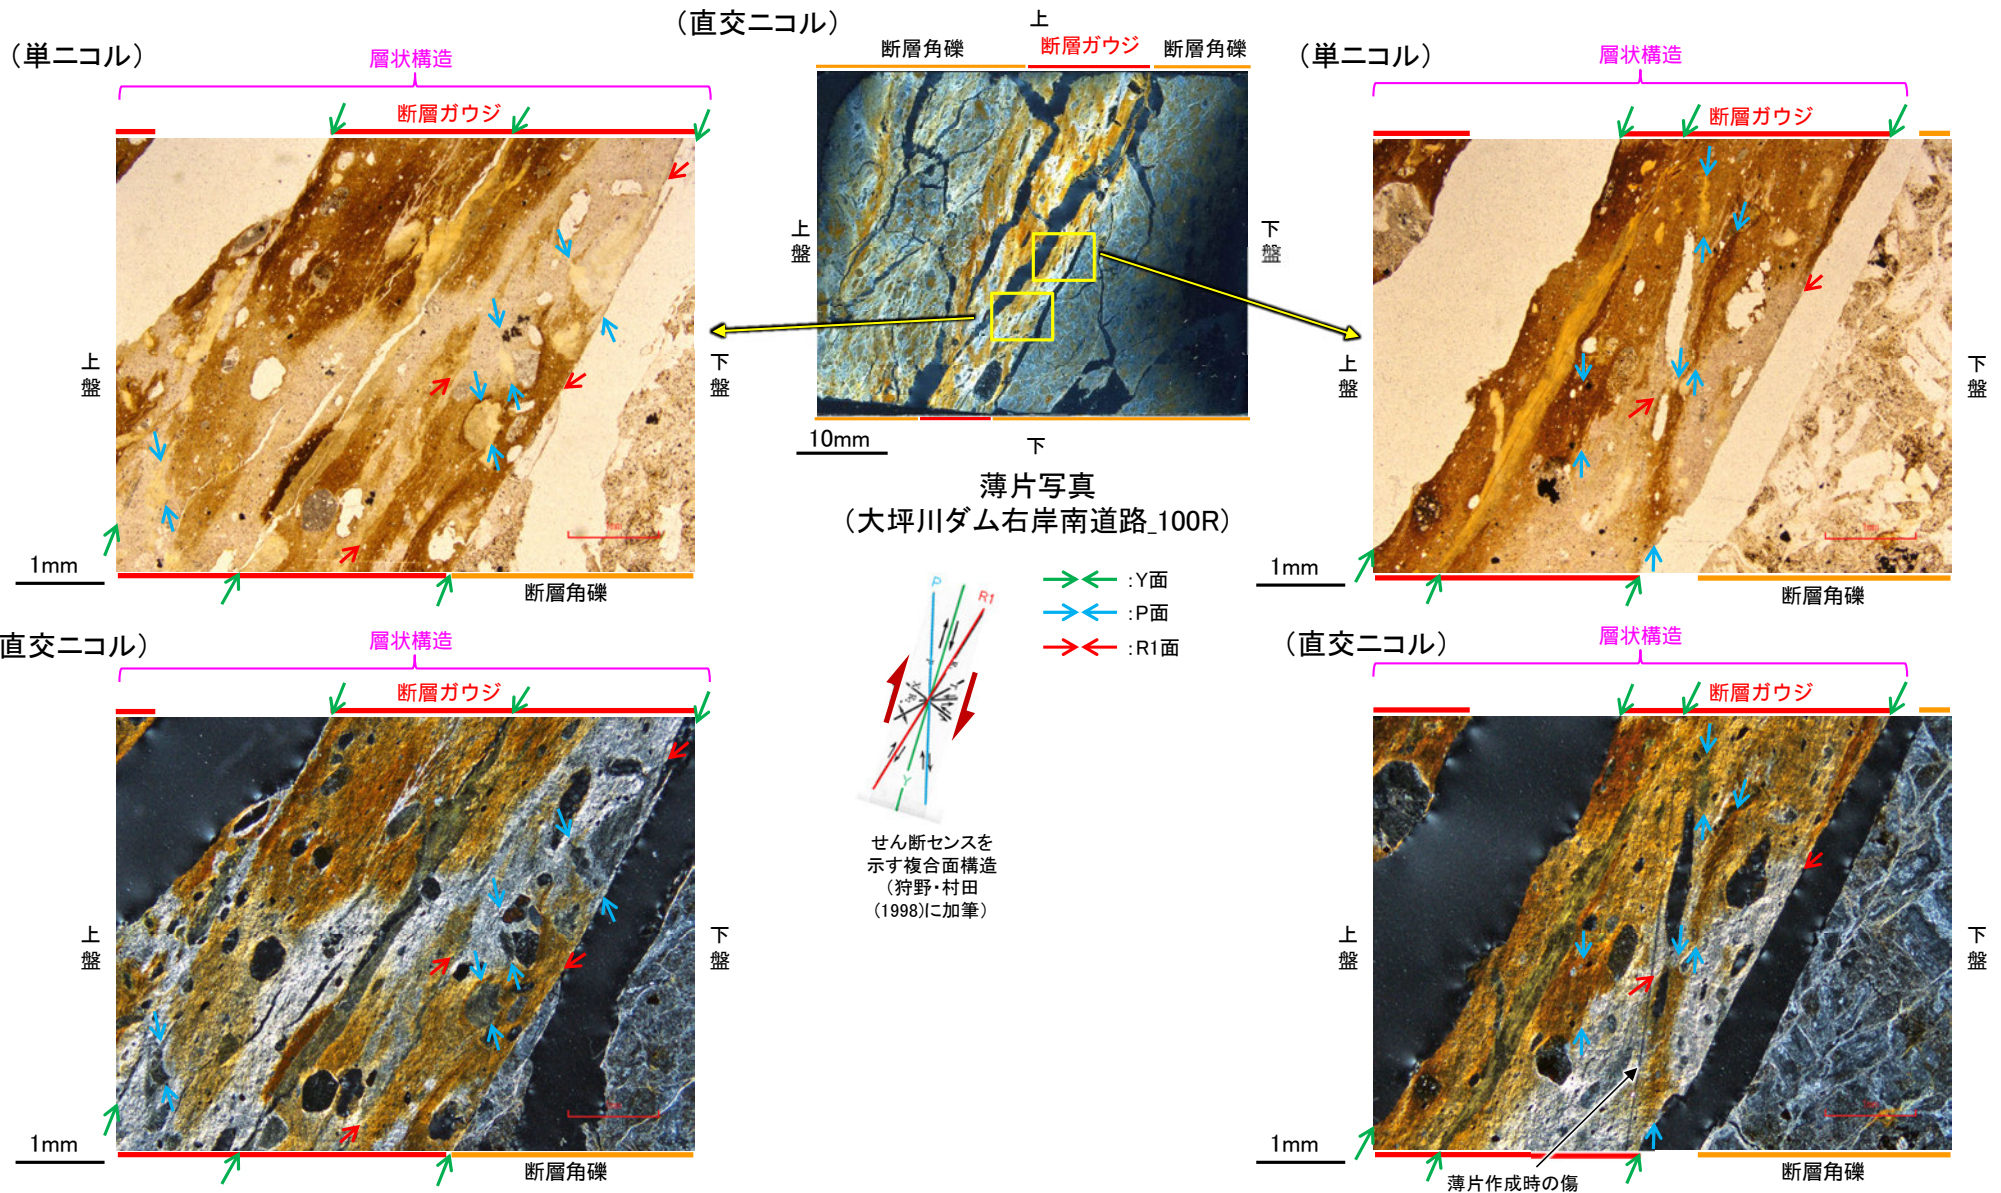 （単ニコル）
層状構造
断層ガウジ
上盤
下盤
1mm
断層角礫
直交ニコル）
層状構造
断層ガウジ
上盤
下盤
1mm
断層角礫
（直交ニコル）
上
断層角礫
断層ガウジ
断層角礫
上盤
下盤
10mm
下
薄片写真
（大坪川ダム右岸南道路_100R）
P
R1
Y
:Y面
:P面
:R1面
せん断センスを
示す複合面構造
（狩野・村田
(1998)に加筆）
（単ニコル）
層状構造
断層ガウジ
上盤
下盤
1mm
断層角礫
（直交ニコル）
層状構造
断層ガウジ
上盤
下盤
1mm
薄片作成時の傷
断層角礫